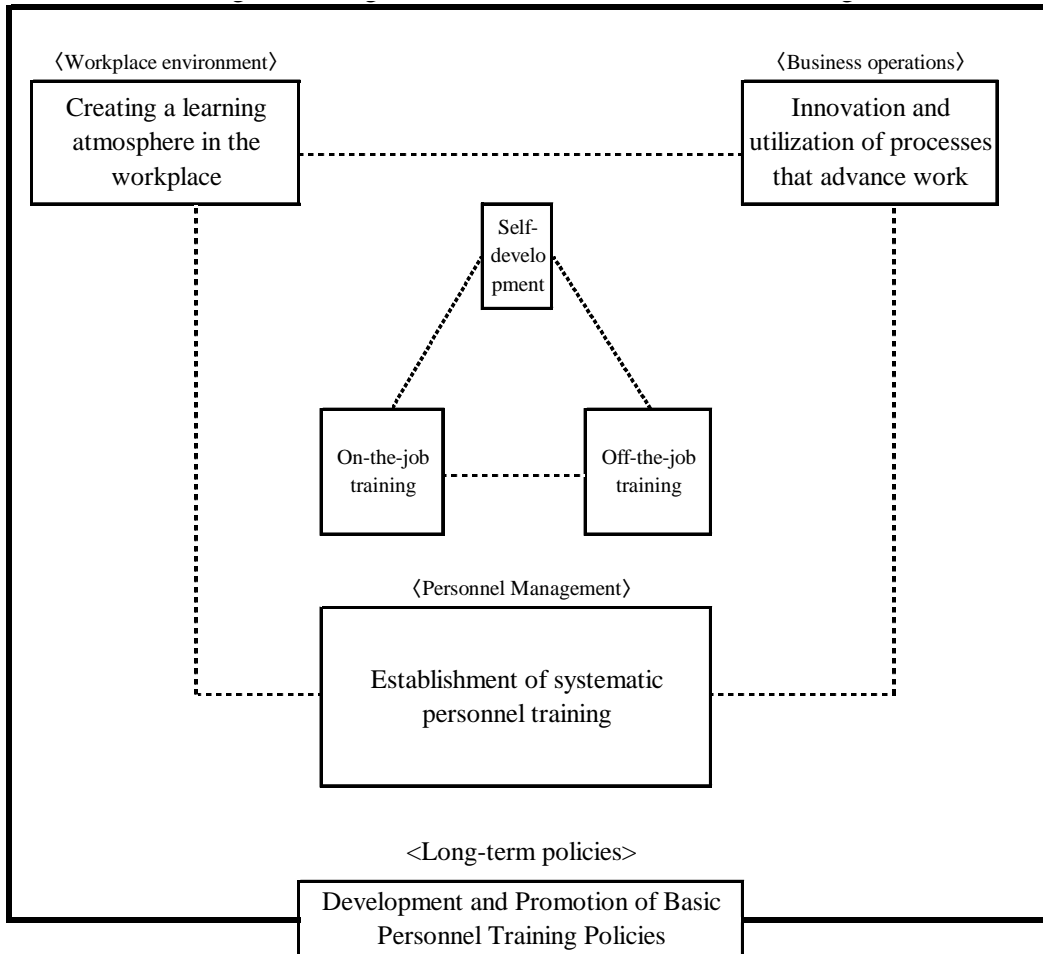 〈Workplace environment〉
Creating a learning
atmosphere in the
workplace
〈Business operations〉
Innovation and
utilization of processes
that advance work
Self-
develo
pment
On-the-job
training
Off-the-job
training
〈Personnel Management〉
Establishment of systematic
personnel training
<Long-term policies>
Development and Promotion of Basic
Personnel Training Policies